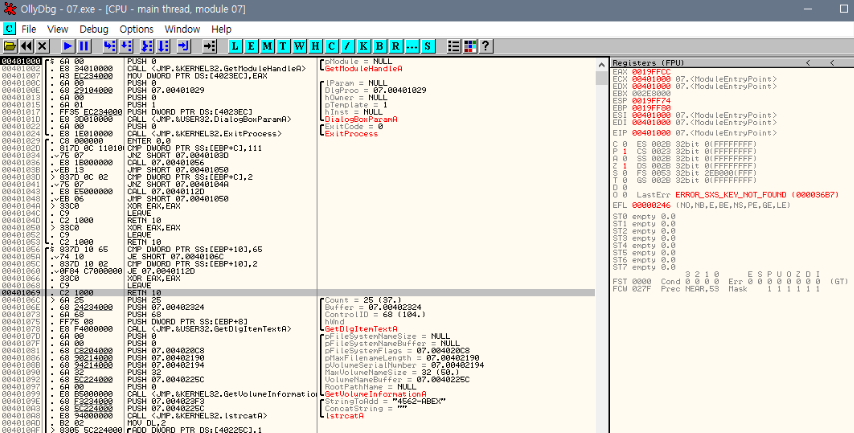 OllyDbg - 07.exe - [CPU - main thread, module 07]
C File View Debug Options Window Help
L E M T W H C / K B R ... S
00401000 6A 00 PUSH 0 pModule = NULL
00401002 E8 34010000 CALL <JMP.&KERNEL32.GetModuleHandleA> GetModuleHandleA
00401007 A3 EC234000 MOV DWORD PTR DS:[4023EC],EAX
0040100C 6A 00 PUSH 0 lParam = NULL
0040100E 68 29104000 PUSH 07.00401029 DlgProc = 07.00401029
00401013 6A 00 PUSH 0 hOwner = NULL
00401015 6A 01 PUSH 1 pTemplate = 1
00401017 FF35 EC234000 PUSH DWORD PTR DS:[4023EC] hInst = NULL
0040101D E8 3D010000 CALL <JMP.&USER32.DialogBoxParamA> DialogBoxParamA
00401022 6A 00 PUSH 0 ExitCode = 0
00401024 E8 1E010000 CALL <JMP.&KERNEL32.ExitProcess> ExitProcess
00401029 C8 000000 ENTER 0,0
0040102D 817D 0C 110100 CMP DWORD PTR SS:[EBP+C],111
00401034 75 07 JNZ SHORT 07.0040103D
00401036 E8 1B000000 CALL 07.00401056
0040103B EB 13 JMP SHORT 07.00401050
0040103D 837D 0C 02 CMP DWORD PTR SS:[EBP+C],2
00401041 75 07 JNZ SHORT 07.0040104A
00401043 E8 E5000000 CALL 07.0040112D
00401048 EB 06 JMP SHORT 07.00401050
0040104A 33C0 XOR EAX,EAX
0040104C C9 LEAVE
0040104D C2 1000 RETN 10
00401050 33C0 XOR EAX,EAX
00401052 C9 LEAVE
00401053 C2 1000 RETN 10
00401056 837D 10 65 CMP DWORD PTR SS:[EBP+10],65
0040105A 74 10 JE SHORT 07.0040106C
0040105C 837D 10 02 CMP DWORD PTR SS:[EBP+10],2
00401060 0F84 C7000000 JE 07.0040112D
00401066 33C0 XOR EAX,EAX
00401068 C9 LEAVE
00401069 C2 1000 RETN 10
0040106C 6A 25 PUSH 25 Count = 25 (37.)
0040106E 68 24234000 PUSH 07.00402324 Buffer = 07.00402324
00401073 6A 68 PUSH 68 ControlID = 68 (104.)
00401075 FF75 08 PUSH DWORD PTR SS:[EBP+8] hWnd
00401078 E8 F4000000 CALL <JMP.&USER32.GetDlgItemTextA> GetDlgItemTextA
0040107D 6A 00 PUSH 0 pFileSystemNameSize = NULL
0040107F 6A 00 PUSH 0 pFileSystemNameBuffer = NULL
00401081 68 C8204000 PUSH 07.004020C8 pFileSystemFlags = 07.004020C8
00401086 68 90214000 PUSH 07.00402190 pMaxFilenameLength = 07.00402190
0040108B 68 94214000 PUSH 07.00402194 pVolumeSerialNumber = 07.00402194
00401090 6A 32 PUSH 32 MaxVolumeNameSize = 32 (50.)
00401092 68 5C224000 PUSH 07.0040225C VolumeNameBuffer = 07.0040225C
00401097 6A 00 PUSH 0 RootPathName = NULL
00401099 E8 B5000000 CALL <JMP.&KERNEL32.GetVolumeInformation GetVolumeInformationA
0040109E 68 F3234000 PUSH 07.004023F3 StringToAdd = "4562-ABEX"
004010A3 68 5C224000 PUSH 07.0040225C ConcatString = ""
004010A8 E8 94000000 CALL <JMP.&KERNEL32.lstrcatA> lstrcatA
004010AD B2 02 MOV DL,2
004010AF 8305 5C224000 ADD DWORD PTR DS:[40225C],1
Registers (FPU) < <
EAX 0019FFCC
ECX 00401000 07.<ModuleEntryPoint>
EDX 00401000 07.<ModuleEntryPoint>
EBX 002E8000
ESP 0019FF74
EBP 0019FF80
ESI 00401000 07.<ModuleEntryPoint>
EDI 00401000 07.<ModuleEntryPoint>
EIP 00401000 07.<ModuleEntryPoint>
C 0 ES 002B 32bit 0(FFFFFFFF)
P 1 CS 0023 32bit 0(FFFFFFFF)
A 0 SS 002B 32bit 0(FFFFFFFF)
Z 1 DS 002B 32bit 0(FFFFFFFF)
S 0 FS 0053 32bit 2EB000(FFF)
T 0 GS 002B 32bit 0(FFFFFFFF)
D 0
O 0 LastErr ERROR_SXS_KEY_NOT_FOUND (000036B7)
EFL 00000246 (NO,NB,E,BE,NS,PE,GE,LE)
ST0 empty 0.0
ST1 empty 0.0
ST2 empty 0.0
ST3 empty 0.0
ST4 empty 0.0
ST5 empty 0.0
ST6 empty 0.0
ST7 empty 0.0
3 2 1 0 E S P U O Z D I
FST 0000 Cond 0 0 0 0 Err 0 0 0 0 0 0 0 0 (GT)
FCW 027F Prec NEAR,53 Mask 1 1 1 1 1 1